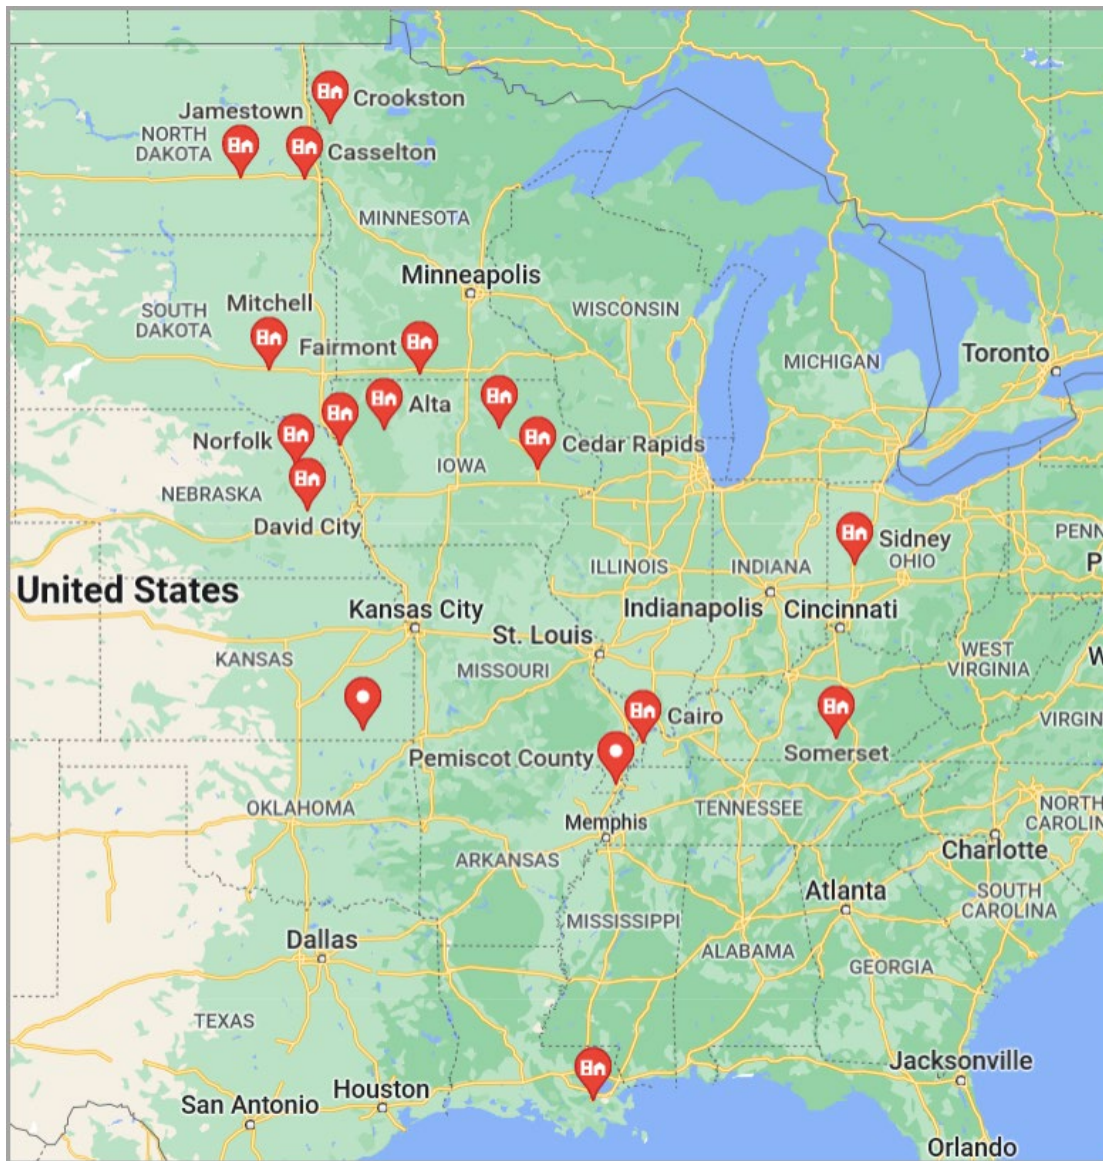 Crookston
Jamestown
NORTH
DAKOTA
Casselton
MINNESOTA
Minneapolis
Mitchell
SOUTH
DAKOTA
WISCONSIN
Fairmont
MICHIGAN
Toronto
Alta
Norfolk
Cedar Rapids
IOWA
NEBRASKA
David City
Sidney
OHIO
PENN
ILLINOIS
INDIANA
P
United States
Kansas City
Indianapolis
Cincinnati
St. Louis
WEST
VIRGINIA
W
KANSAS
MISSOURI
Cairo
VIRGIN
Pemiscot County
Somerset
OKLAHOMA
TENNESSEE
NORTH
CAROLIN
Memphis
Charlotte
ARKANSAS
Atlanta
SOUTH
CAROLINA
MISSISSIPPI
Dallas
ALABAMA
GEORGIA
TEXAS
Jacksonville
Houston
San Antonio
Orlando